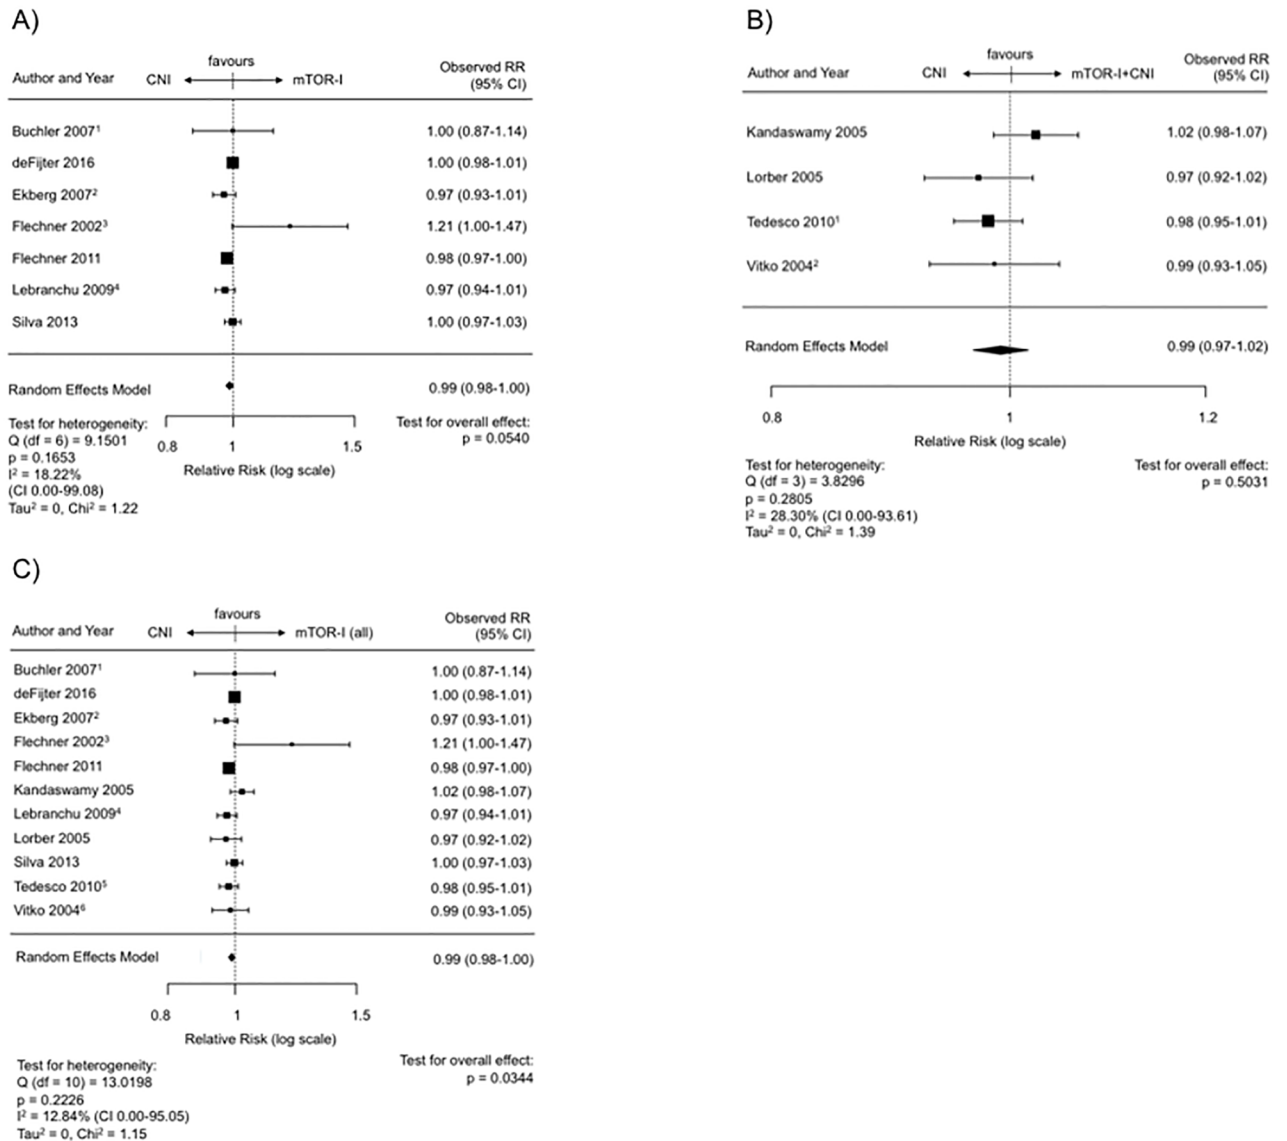 A)
favours
Author and Year CNI mTOR-I Observed RR (95% CI)
Buchler 2007¹ 1.00 (0.87-1.14)
deFijter 2016 1.00 (0.98-1.01)
Ekberg 2007² 0.97 (0.93-1.01)
Flechner 2002³ 1.21 (1.00-1.47)
Flechner 2011 0.98 (0.97-1.00)
Lebranchu 2009⁴ 0.97 (0.94-1.01)
Silva 2013 1.00 (0.97-1.03)
Random Effects Model 0.99 (0.98-1.00)
0.8 1 1.5
Relative Risk (log scale)
Test for heterogeneity:
Q (df = 6) = 9.1501
p = 0.1653
I² = 18.22%
(CI 0.00-99.08)
Tau² = 0, Chi² = 1.22
Test for overall effect:
p = 0.0540
B)
favours
Author and Year CNI mTOR-I+CNI Observed RR (95% CI)
Kandaswamy 2005 1.02 (0.98-1.07)
Lorber 2005 0.97 (0.92-1.02)
Tedesco 2010¹ 0.98 (0.95-1.01)
Vitko 2004² 0.99 (0.93-1.05)
Random Effects Model 0.99 (0.97-1.02)
0.8 1 1.2
Relative Risk (log scale)
Test for heterogeneity:
Q (df = 3) = 3.8296
p = 0.2805
I² = 28.30% (CI 0.00-93.61)
Tau² = 0, Chi² = 1.39
Test for overall effect:
p = 0.5031
C)
favours
Author and Year CNI mTOR-I (all) Observed RR (95% CI)
Buchler 2007¹ 1.00 (0.87-1.14)
deFijter 2016 1.00 (0.98-1.01)
Ekberg 2007² 0.97 (0.93-1.01)
Flechner 2002³ 1.21 (1.00-1.47)
Flechner 2011 0.98 (0.97-1.00)
Kandaswamy 2005 1.02 (0.98-1.07)
Lebranchu 2009⁴ 0.97 (0.94-1.01)
Lorber 2005 0.97 (0.92-1.02)
Silva 2013 1.00 (0.97-1.03)
Tedesco 2010⁵ 0.98 (0.95-1.01)
Vitko 2004⁶ 0.99 (0.93-1.05)
Random Effects Model 0.99 (0.98-1.00)
0.8 1 1.5
Relative Risk (log scale)
Test for heterogeneity:
Q (df = 10) = 13.0198
p = 0.2226
I² = 12.84% (CI 0.00-95.05)
Tau² = 0, Chi² = 1.15
Test for overall effect:
p = 0.0344